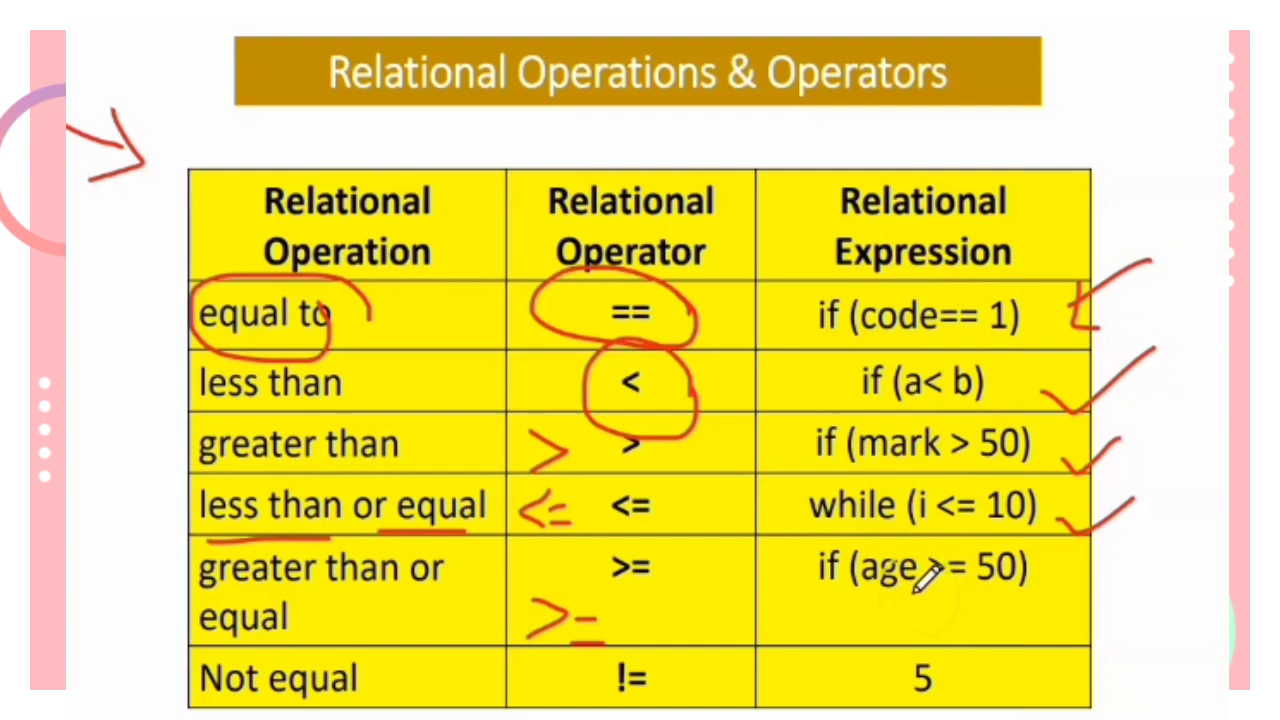 Relational Operations & Operators
Relational Operation
Relational Operator
Relational Expression
equal to
==
if (code== 1)
less than
<
if (a< b)
greater than
>
>
if (mark > 50)
less than or equal
<=
<=
while (i <= 10)
greater than or
equal
>=
>=
if (age >= 50)
Not equal
!=
5